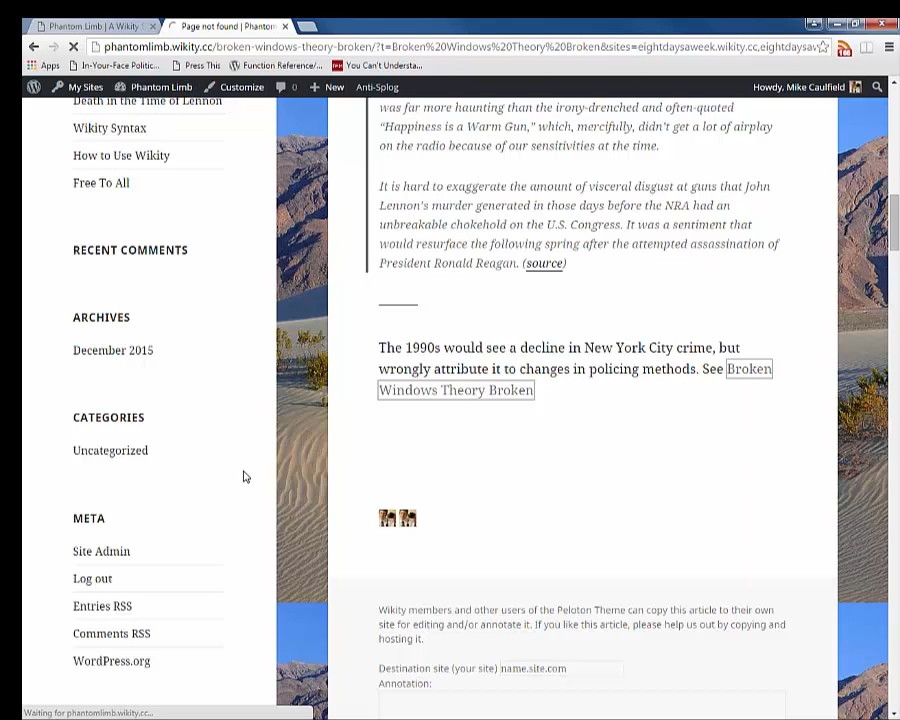 Phantom Limb | A Wikity S
Page not found | Phantom
phantomlimb.wikity.cc/broken-windows-theory-broken/?t=Broken%20Windows%20Theory%20Broken&sites=eightdaysaweek.wikity.cc,eightdaysaw
Apps In-Your-Face Politic... Press This Function Reference/... You Can't Understa...
My Sites Phantom Limb Customize 0 New Anti-Splog Howdy, Mike Caulfield
Death in the Time of Lennon
Wikity Syntax
How to Use Wikity
Free To All
RECENT COMMENTS
ARCHIVES
December 2015
CATEGORIES
Uncategorized
META
Site Admin
Log out
Entries RSS
Comments RSS
WordPress.org
was far more haunting than the irony-drenched and often-quoted
“Happiness is a Warm Gun,” which, mercifully, didn’t get a lot of airplay
on the radio because of our sensitivities at the time.
It is hard to exaggerate the amount of visceral disgust at guns that John
Lennon’s murder generated in those days before the NRA had an
unbreakable chokehold on the U.S. Congress. It was a sentiment that
would resurface the following spring after the attempted assassination of
President Ronald Reagan. (source)
The 1990s would see a decline in New York City crime, but
wrongly attribute it to changes in policing methods. See Broken
Windows Theory Broken
Wikity members and other users of the Peloton Theme can copy this article to their own
site for editing and/or annotate it. If you like this article, please help us out by copying and
hosting it.
Destination site (your site) name.site.com
Annotation:
Waiting for phantomlimb.wikity.cc...